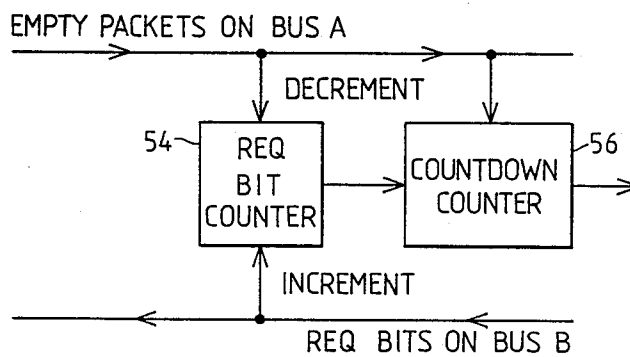 EMPTY PACKETS ON BUS A
DECREMENT
54
REQ
BIT
COUNTER
COUNTDOWN
COUNTER
56
INCREMENT
REQ BITS ON BUS B